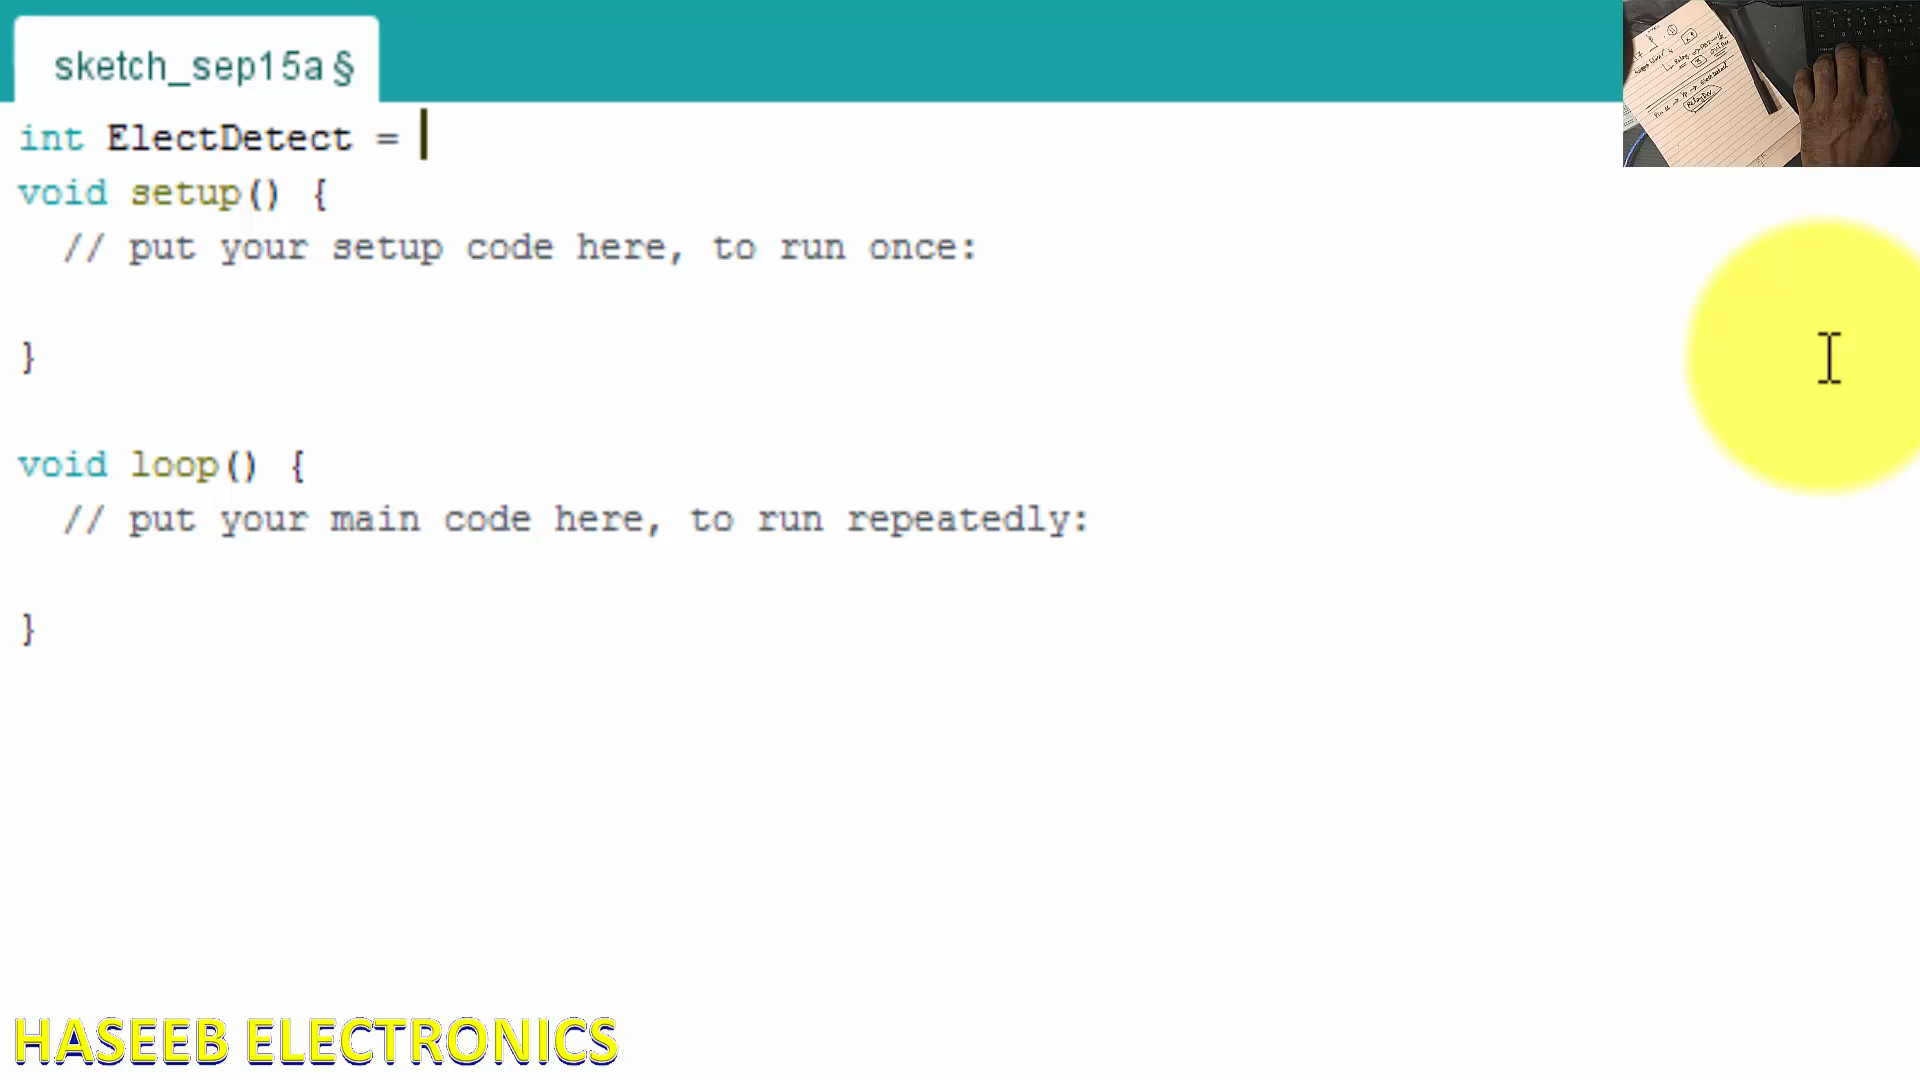 sketch_sep15a §
int ElectDetect =
void setup() {
// put your setup code here, to run once:
}
void loop() {
// put your main code here, to run repeatedly:
}
HASEEB ELECTRONICS